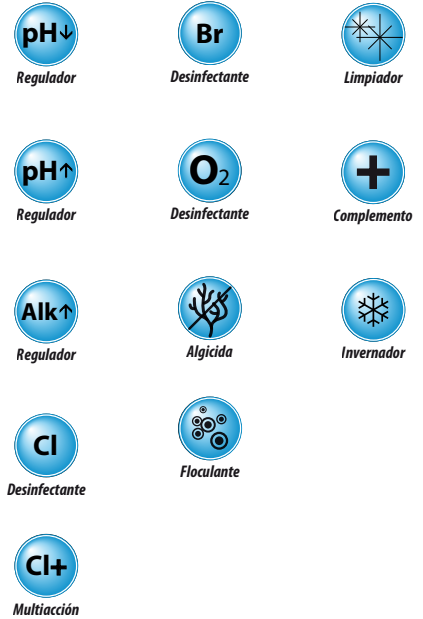 pH↓
Regulador
pH↑
Regulador
Alk↑
Regulador
Cl
Desinfectante
Cl+
Multiacción
Br
Desinfectante
O₂
Desinfectante
Algicida
Floculante
Limpiador
+
Complemento
Invernador